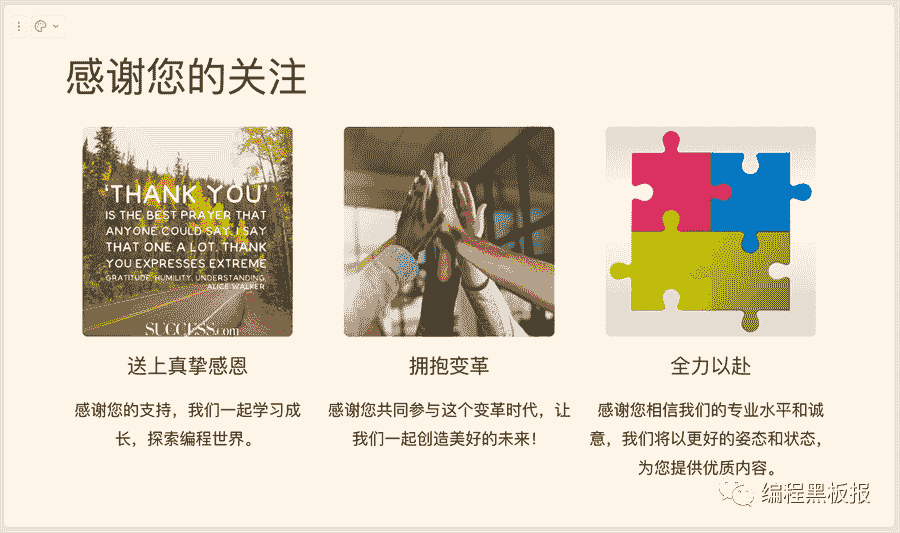 感谢您的关注
‘THANK YOU’
IS THE BEST PRAYER THAT
ANYONE COULD SAY. I SAY
THAT ONE A LOT. THANK
YOU EXPRESSES EXTREME
GRATITUDE, HUMILITY, UNDERSTANDING.
ALICE WALKER
SUCCESS.com
送上真挚感恩
感谢您的支持，我们一起学习成
长，探索编程世界。
拥抱变革
感谢您共同参与这个变革时代，让
我们一起创造美好的未来！
全力以赴
感谢您相信我们的专业水平和诚
意，我们将以更好的姿态和状态，
为您提供优质内容。
编程黑板报